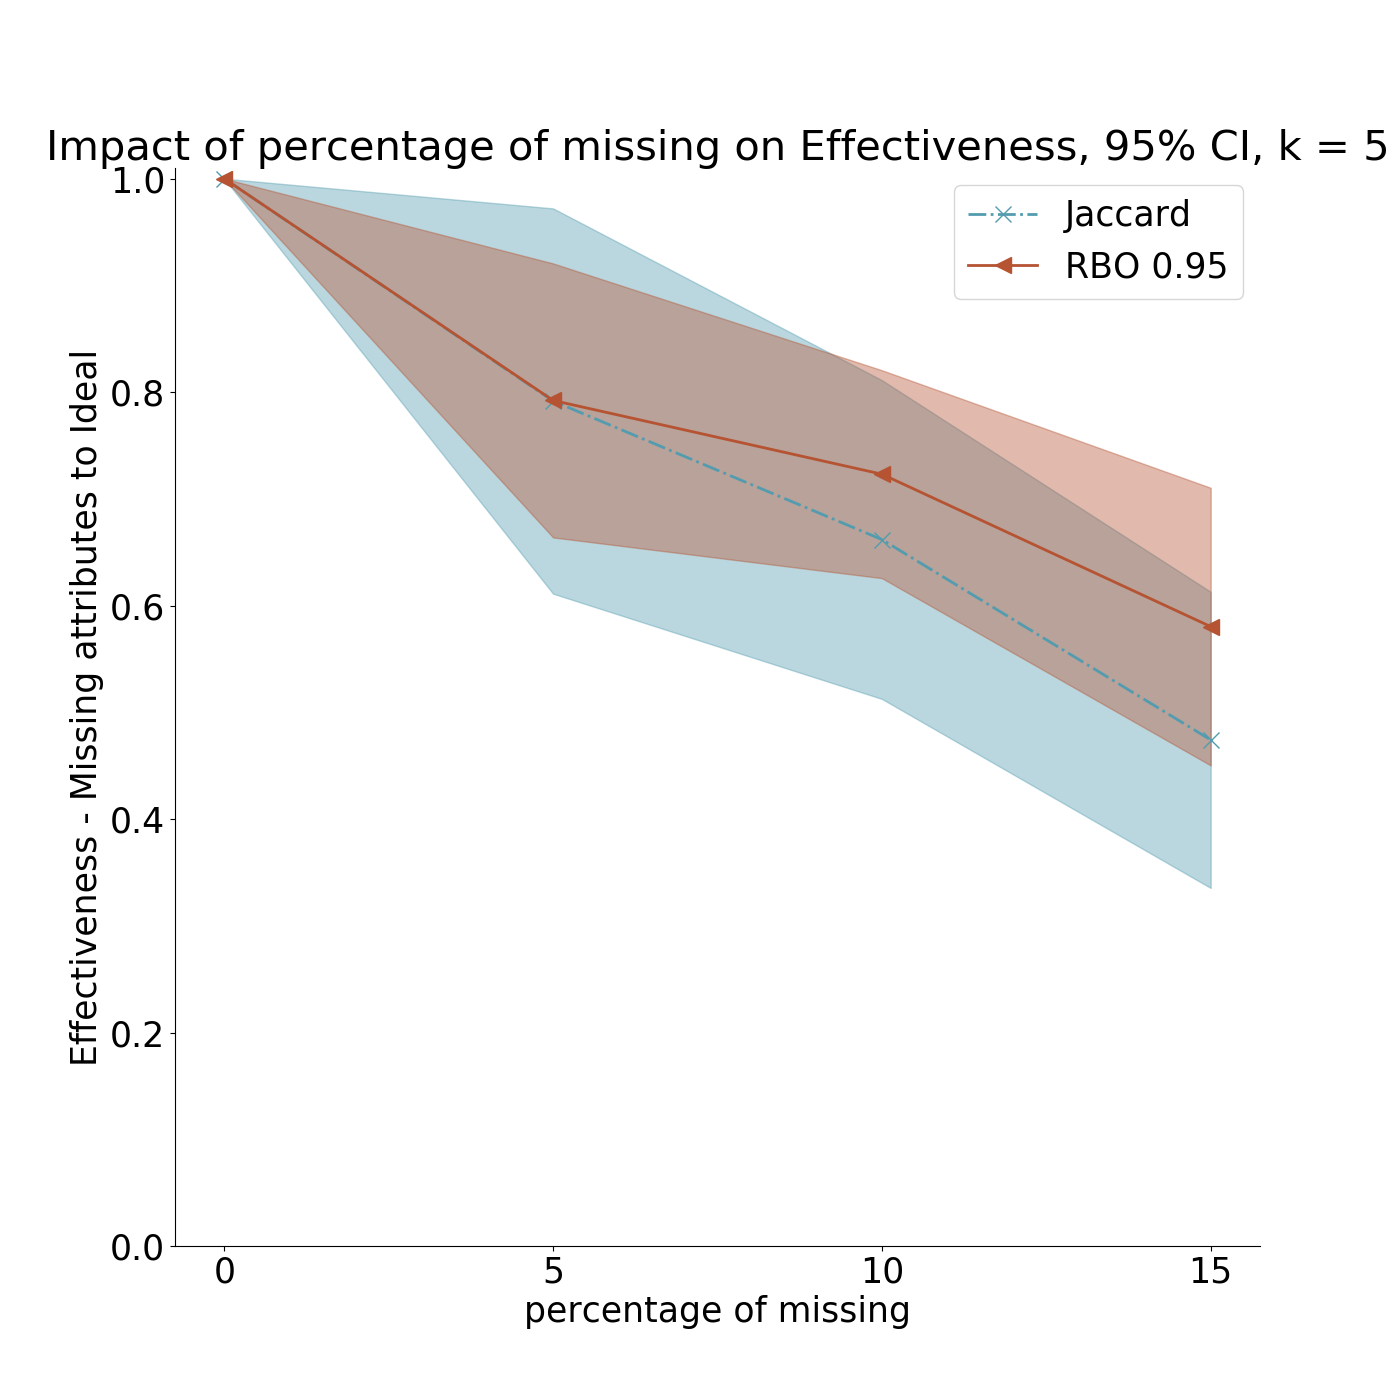 Impact of percentage of missing on Effectiveness, 95% CI, k = 5
Jaccard
RBO 0.95
Effectiveness - Missing attributes to Ideal
1.0
0.8
0.6
0.4
0.2
0.0
0 5 10 15
percentage of missing